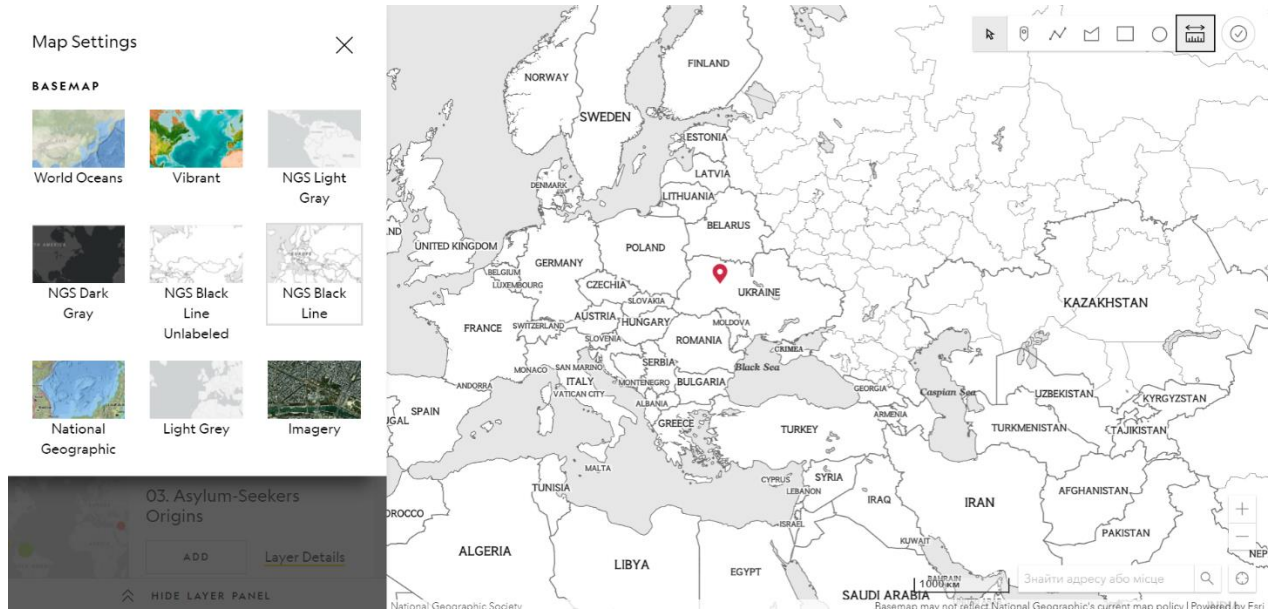 Map Settings
BASEMAP
World Oceans
Vibrant
NGS Light
Gray
NGS Dark
Gray
NGS Black
Line
Unlabeled
NGS Black
Line
National
Geographic
Light Grey
Imagery
03. Asylum-Seekers
Origins
ADD
Layer Details
HIDE LAYER PANEL
FINLAND
NORWAY
SWEDEN
ESTONIA
LATVIA
DENMARK
LITHUANIA
BELARUS
UNITED KINGDOM
POLAND
GERMANY
BELGIUM
LUXEMBOURG
CZECHIA
UKRAINE
SLOVAKIA
KAZAKHSTAN
AUSTRIA
HUNGARY
MOLDOVA
FRANCE
SWITZERLAND
SLOVENIA
ROMANIA
CRIMEA
SERBIA
Black Sea
MONACO
SAN MARINO
ITALY
MONTENEGRO
BULGARIA
ANDORRA
VATICAN CITY
GEORGIA
Caspian Sea
UZBEKISTAN
KYRGYZSTAN
ALBANIA
SPAIN
GREECE
ARMENIA
TURKEY
TURKMENISTAN
TAJIKISTAN
MALTA
TUNISIA
CYPRUS
SYRIA
LEBANON
AFGHANISTAN
IRAQ
IRAN
ISRAEL
PAKISTAN
KUWAIT
ALGERIA
LIBYA
EGYPT
BAHRAIN
1000 KM
SAUDI ARABIA
Знайти адресу або місце
National Geographic Society
Basemap may not reflect National Geographic's current map policy | Powered by Esri